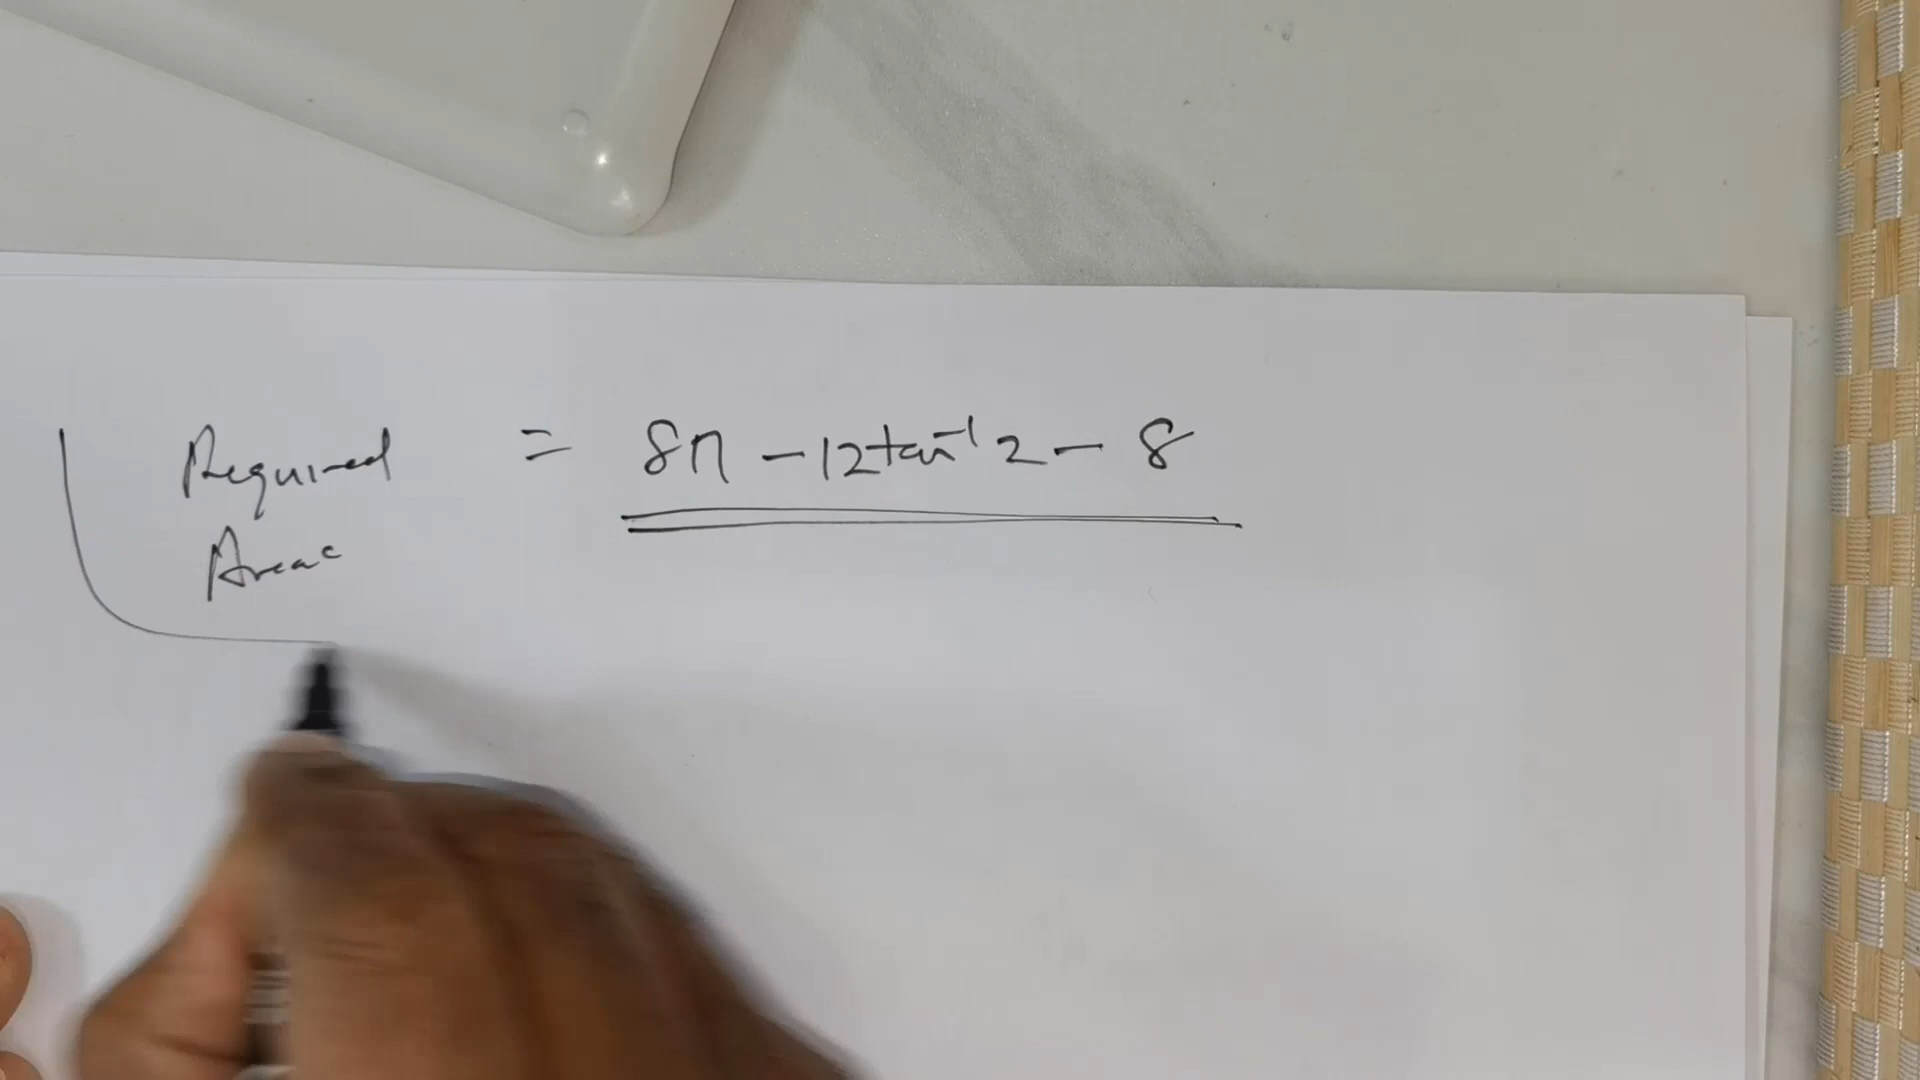 Required = 8π - 12tan⁻¹2 - 8
Area